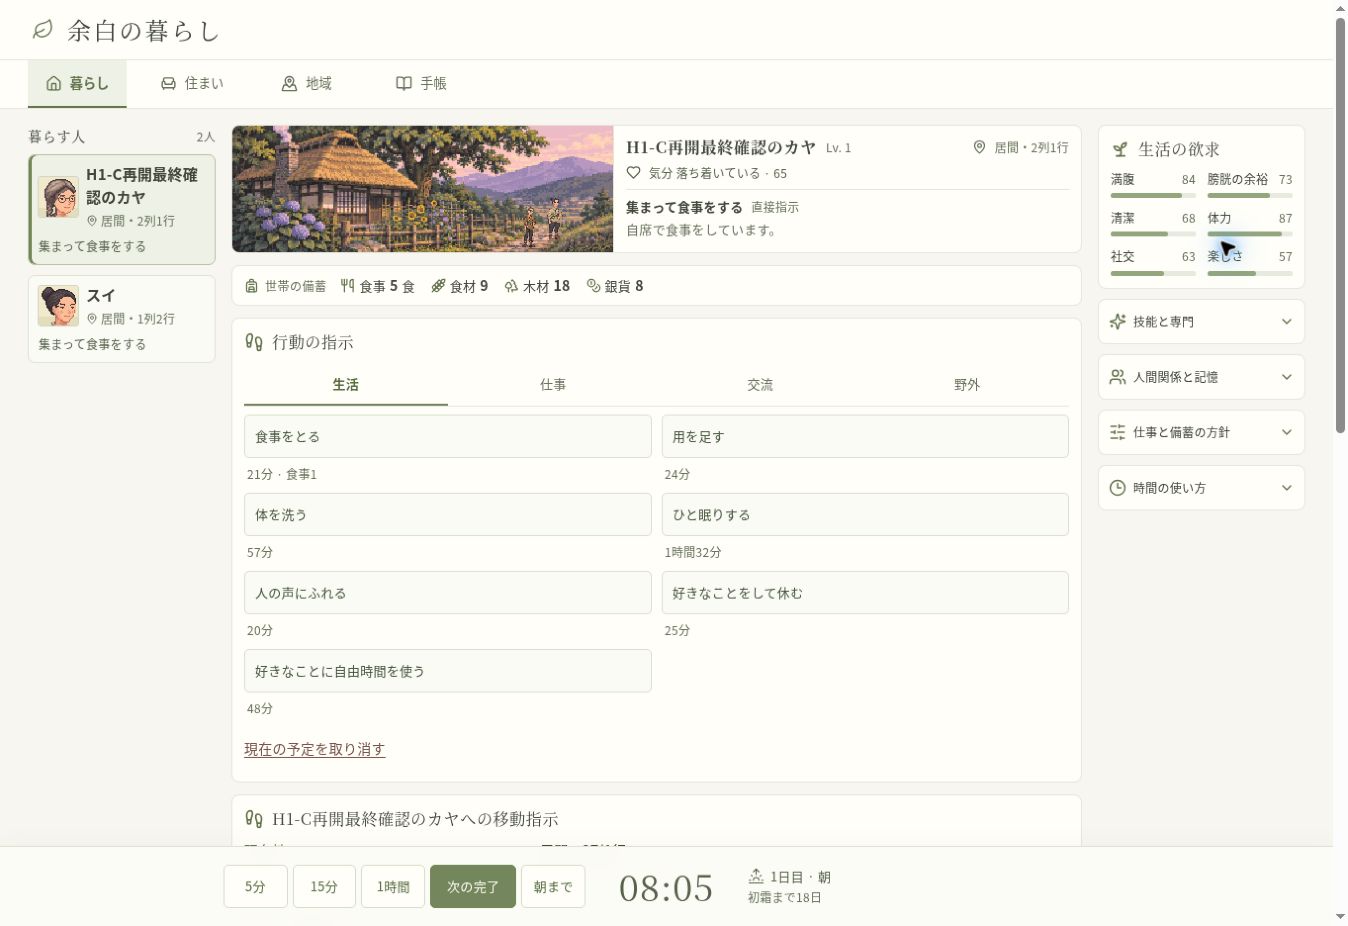 余白の暮らし
暮らし
住まい
地域
手帳
暮らす人
2人
H1-C再開最終確
認のカヤ
居間・2列1行
集まって食事をする
スイ
居間・1列2行
集まって食事をする
H1-C再開最終確認のカヤ Lv. 1
居間・2列1行
気分 落ち着いている · 65
集まって食事をする 直接指示
自席で食事をしています。
世帯の備蓄 食事 5 食 食材 9 木材 18 銀貨 8
行動の指示
生活
仕事
交流
野外
食事をとる
21分 · 食事1
用を足す
24分
体を洗う
57分
ひと眠りする
1時間32分
人の声にふれる
20分
好きなことをして休む
25分
好きなことに自由時間を使う
48分
現在の予定を取り消す
H1-C再開最終確認のカヤへの移動指示
生活の欲求
満腹 84
膀胱の余裕 73
清潔 68
体力 87
社交 63
楽しさ 57
技能と専門
人間関係と記憶
仕事と備蓄の方針
時間の使い方
5分
15分
1時間
次の完了
朝まで
08:05
1日目 · 朝
初霜まで18日